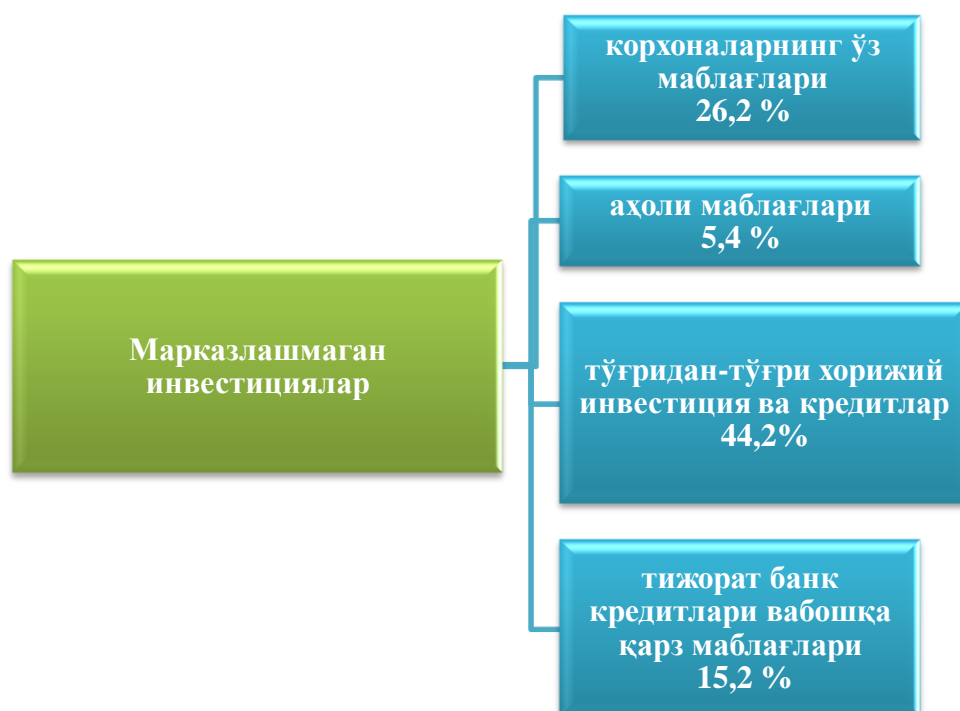 корхоналарнинг ўз
маблағлари
26,2 %
аҳоли маблағлари
5,4 %
Марказлашмаган
инвестициялар
тўғридан-тўғри хорижий
инвестиция ва кредитлар
44,2%
тижорат банк
кредитлари вабошқа
қарз маблағлари
15,2 %